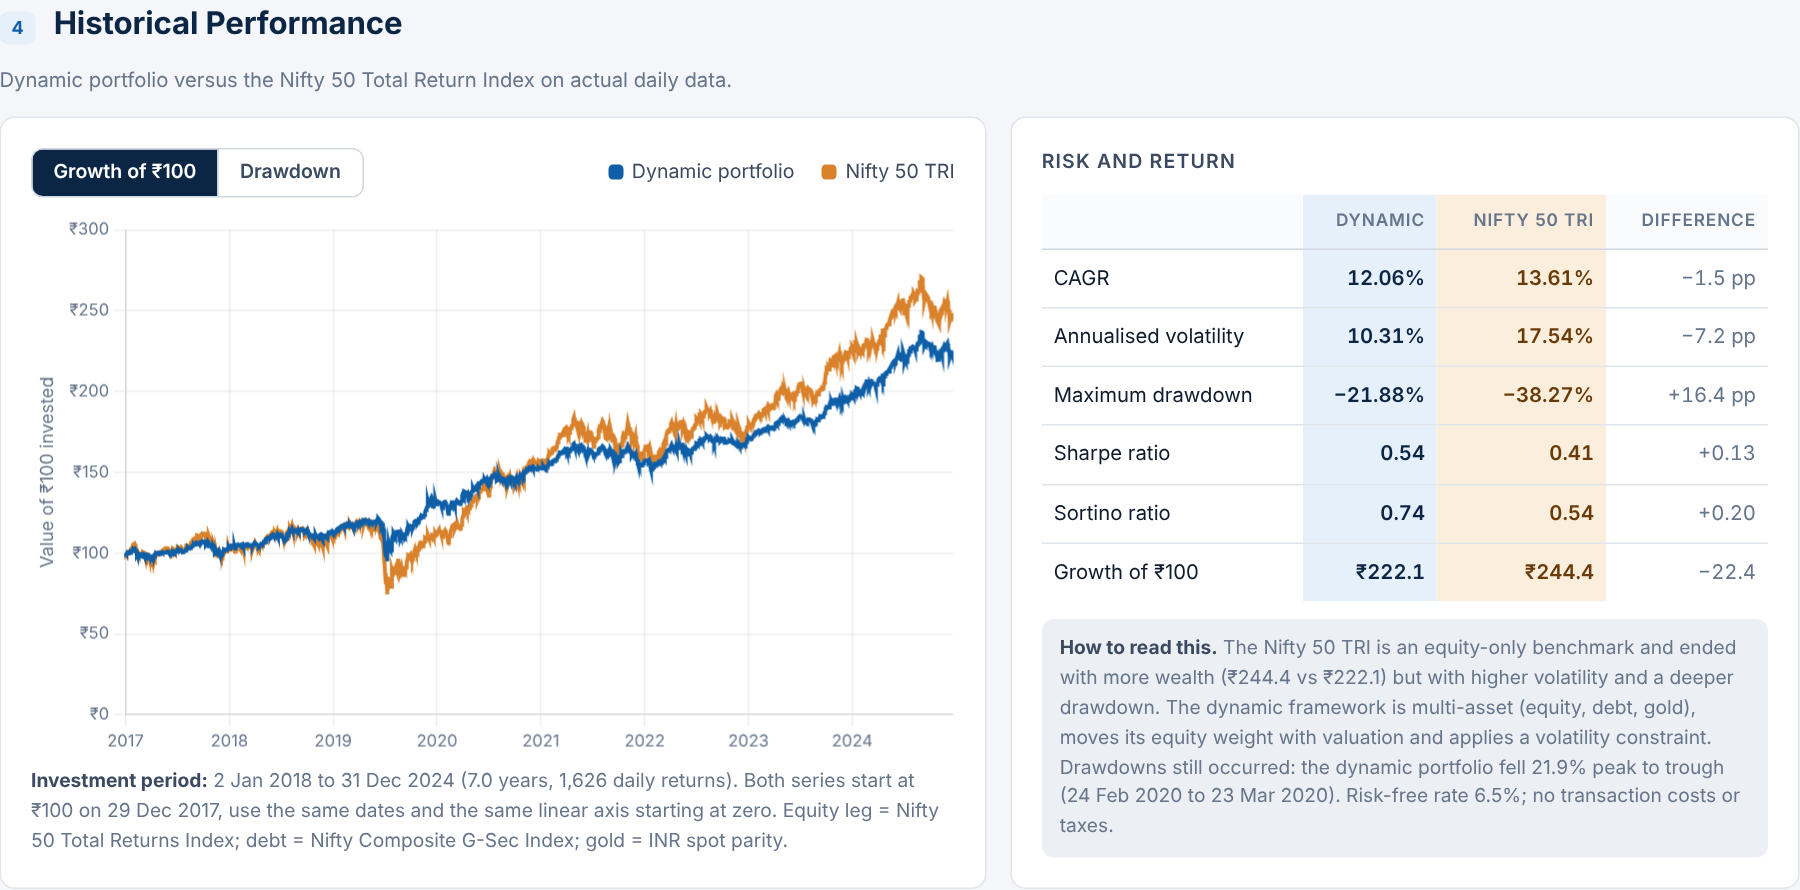 4 Historical Performance
Dynamic portfolio versus the Nifty 50 Total Return Index on actual daily data.
Growth of ₹100 Drawdown
Dynamic portfolio Nifty 50 TRI
Value of ₹100 invested
₹300
₹250
₹200
₹150
₹100
₹50
₹0
2017 2018 2019 2020 2021 2022 2023 2024
Investment period: 2 Jan 2018 to 31 Dec 2024 (7.0 years, 1,626 daily returns). Both series start at
₹100 on 29 Dec 2017, use the same dates and the same linear axis starting at zero. Equity leg = Nifty
50 Total Returns Index; debt = Nifty Composite G-Sec Index; gold = INR spot parity.
RISK AND RETURN
DYNAMIC NIFTY 50 TRI DIFFERENCE
CAGR 12.06% 13.61% −1.5 pp
Annualised volatility 10.31% 17.54% −7.2 pp
Maximum drawdown −21.88% −38.27% +16.4 pp
Sharpe ratio 0.54 0.41 +0.13
Sortino ratio 0.74 0.54 +0.20
Growth of ₹100 ₹222.1 ₹244.4 −22.4
How to read this. The Nifty 50 TRI is an equity-only benchmark and ended
with more wealth (₹244.4 vs ₹222.1) but with higher volatility and a deeper
drawdown. The dynamic framework is multi-asset (equity, debt, gold),
moves its equity weight with valuation and applies a volatility constraint.
Drawdowns still occurred: the dynamic portfolio fell 21.9% peak to trough
(24 Feb 2020 to 23 Mar 2020). Risk-free rate 6.5%; no transaction costs or
taxes.